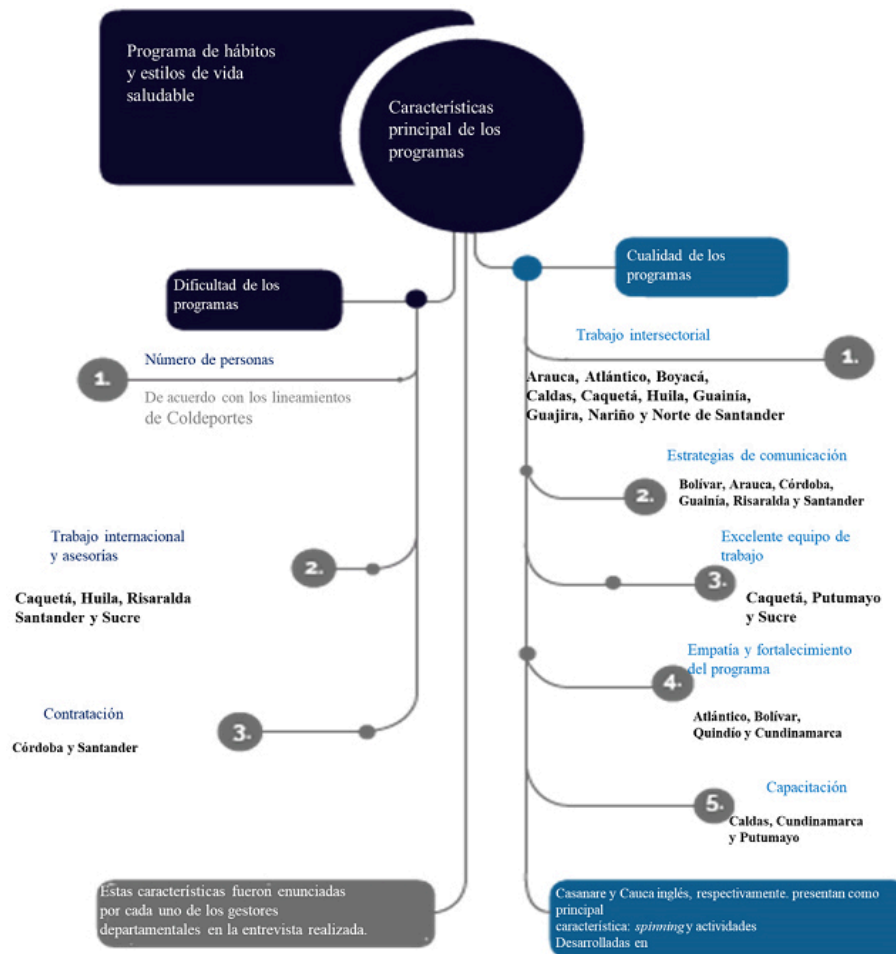 Programa de hábitos
y estilos de vida
saludable
Características
principal de los
programas
Dificultad de los
programas
1.
Número de personas
De acuerdo con los lineamientos
de Coldeportes
Trabajo internacional
y asesorías
2.
Caquetá, Huila, Risaralda
Santander y Sucre
Contratación
3.
Córdoba y Santander
Estas características fueron enunciadas
por cada uno de los gestores
departamentales en la entrevista realizada.
Cualidad de los
programas
Trabajo intersectorial
1.
Arauca, Atlántico, Boyacá,
Caldas, Caquetá, Huila, Guainía,
Guajira, Nariño y Norte de Santander
Estrategias de comunicación
2.
Bolívar, Arauca, Córdoba,
Guainía, Risaralda y Santander
Excelente equipo de
trabajo
3.
Caquetá, Putumayo
y Sucre
Empatía y fortalecimiento
del programa
4.
Atlántico, Bolívar,
Quindío y Cundinamarca
Capacitación
5.
Caldas, Cundinamarca
y Putumayo
Casanare y Cauca inglés, respectivamente. presentan como
principal
característica: spinning y actividades
Desarrolladas en